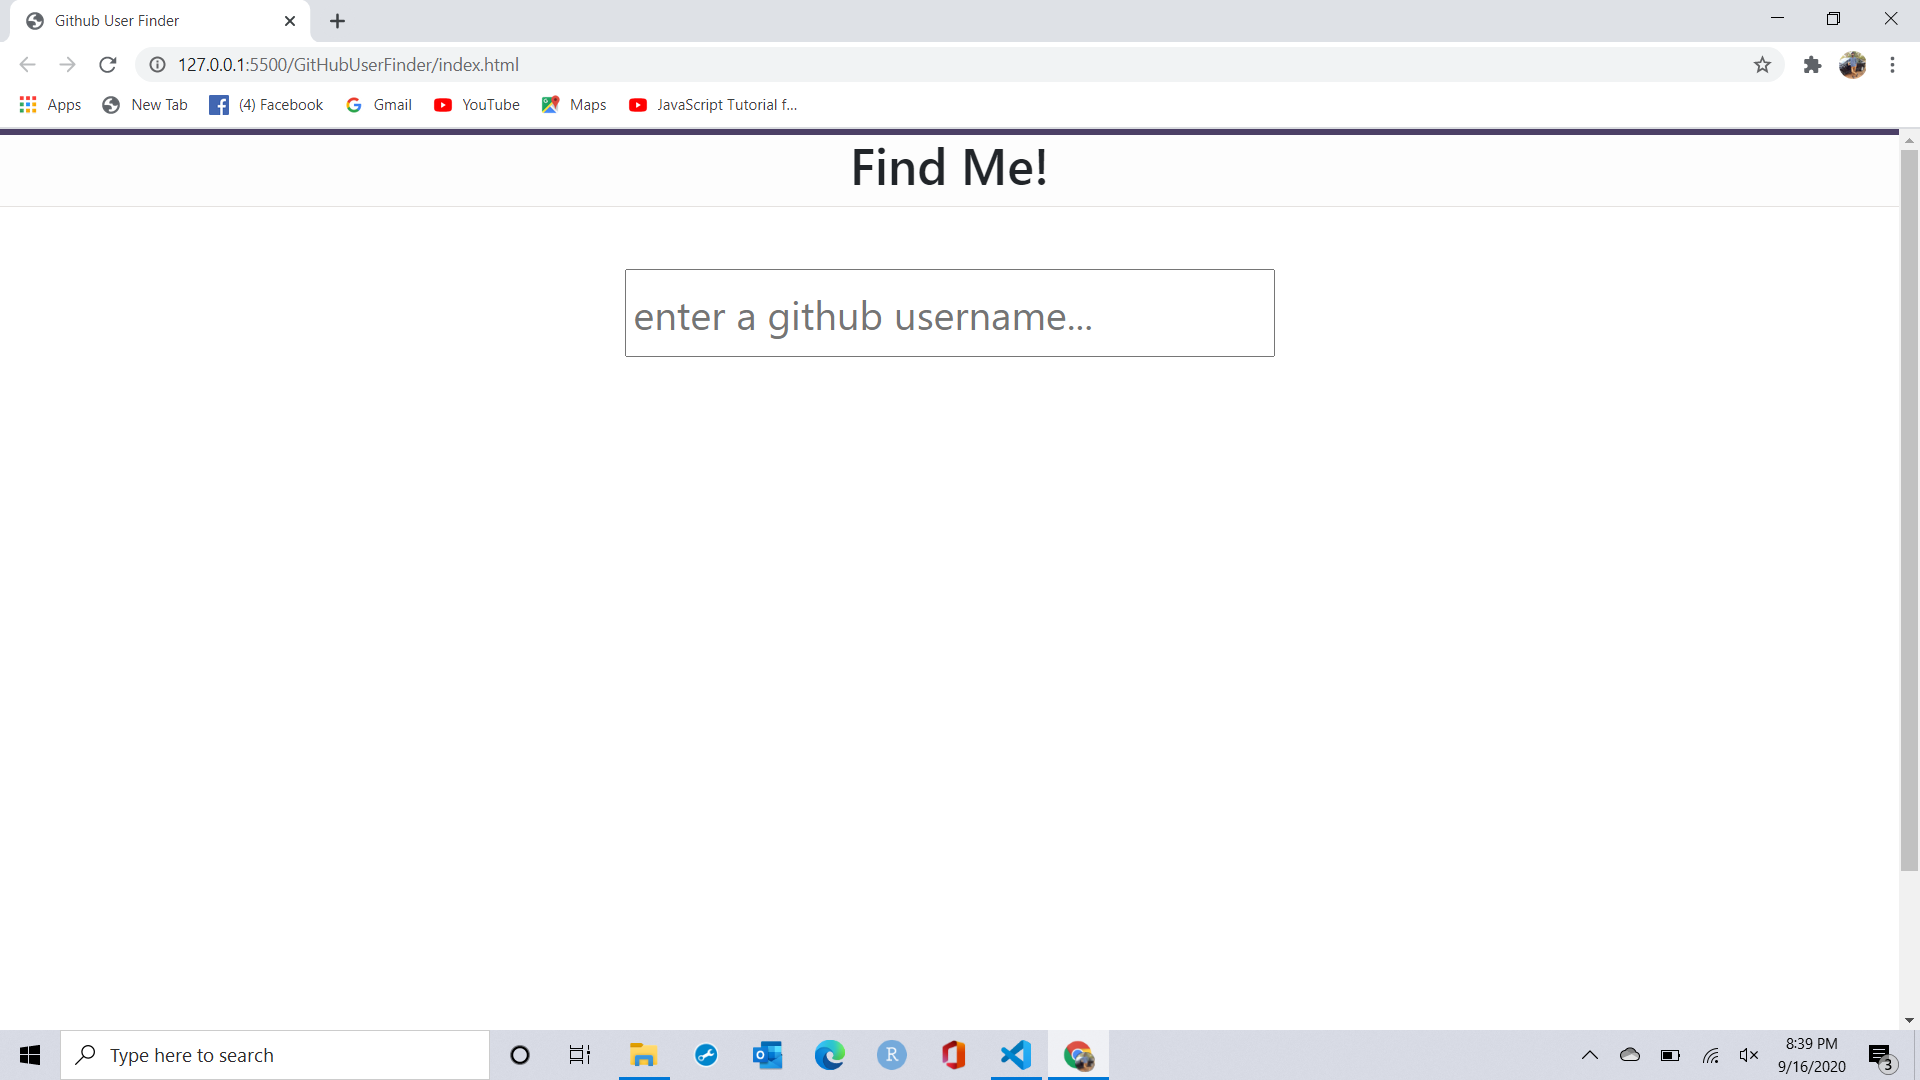 Github User Finder
127.0.0.1:5500/GitHubUserFinder/index.html
Apps New Tab (4) Facebook Gmail YouTube Maps JavaScript Tutorial f...
Find Me!
enter a github username...
Type here to search
R
8:39 PM
9/16/2020
3